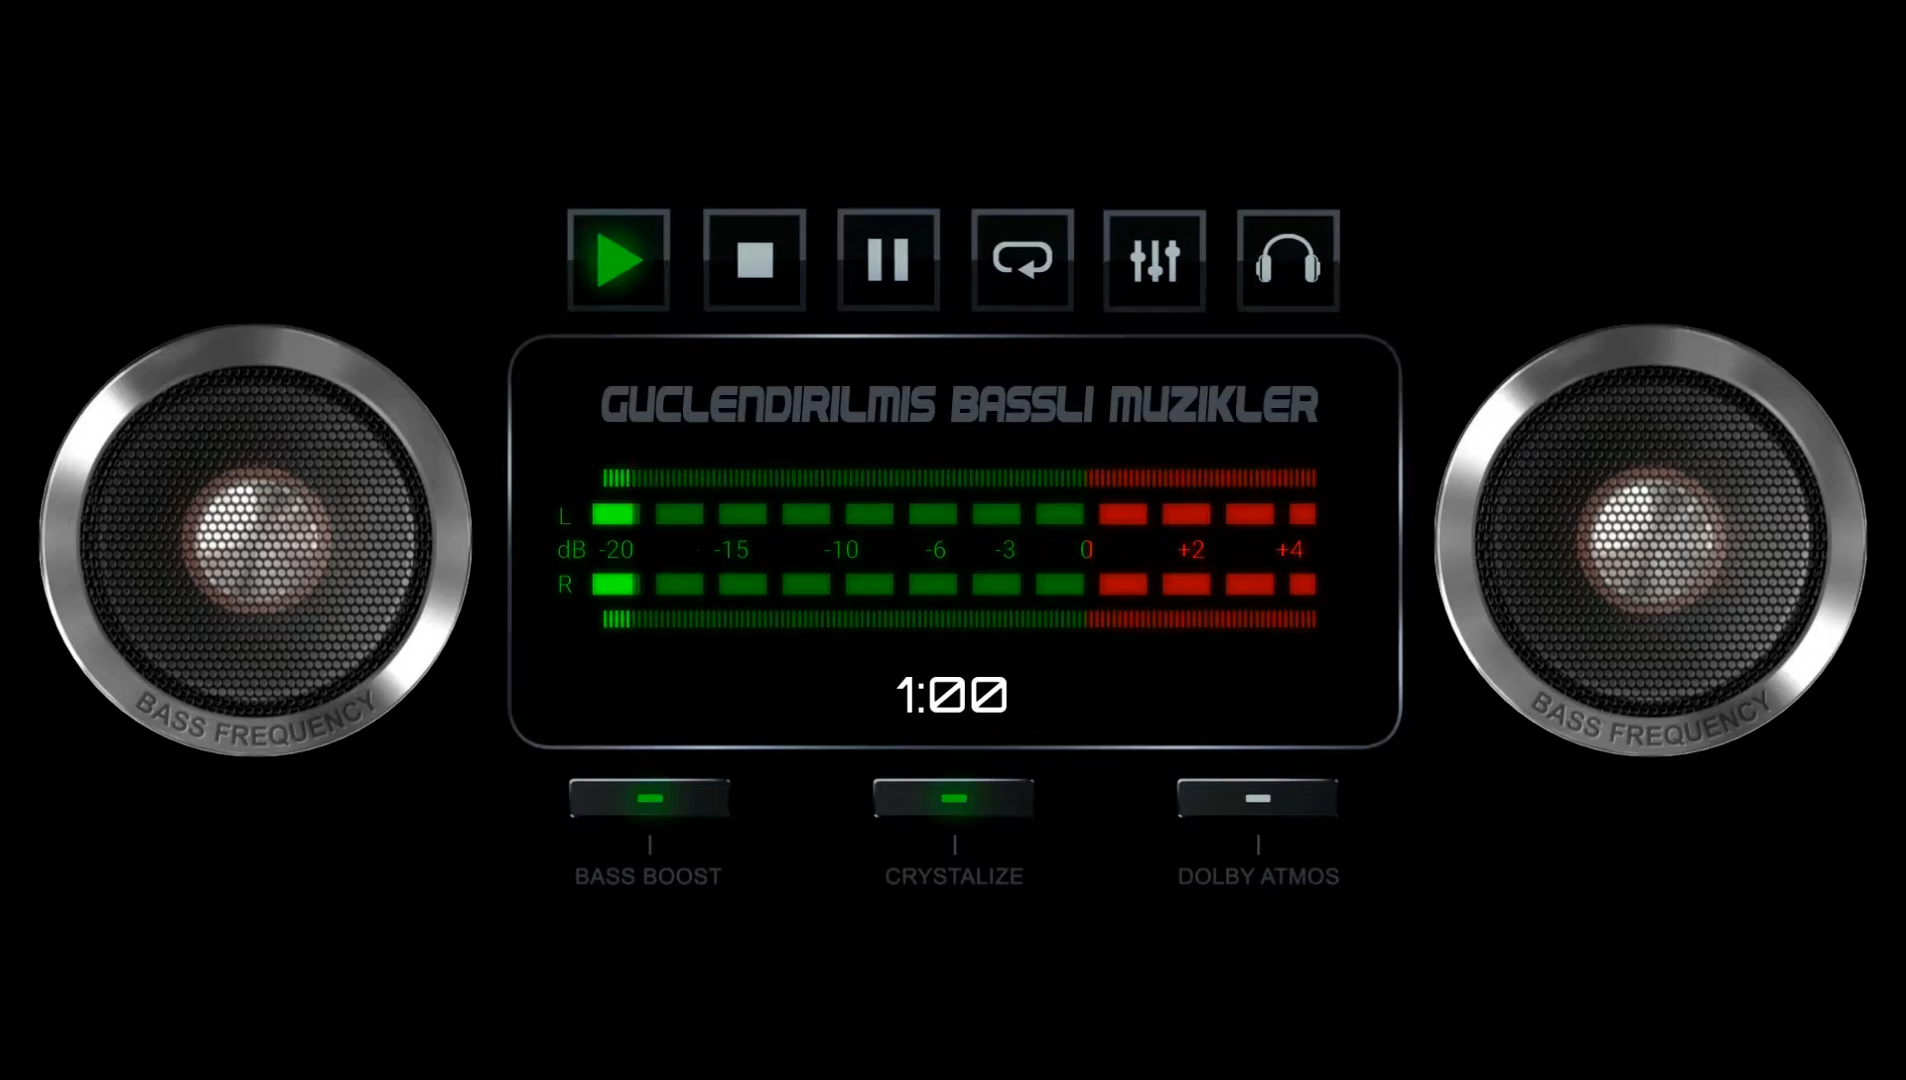 GUCLENDIRILMIS BASSLI MUZIKLER
L
dB -20 -15 -10 -6 -3 0 +2 +4
R
1:00
BASS FREQUENCY
BASS FREQUENCY
BASS BOOST
CRYSTALIZE
DOLBY ATMOS